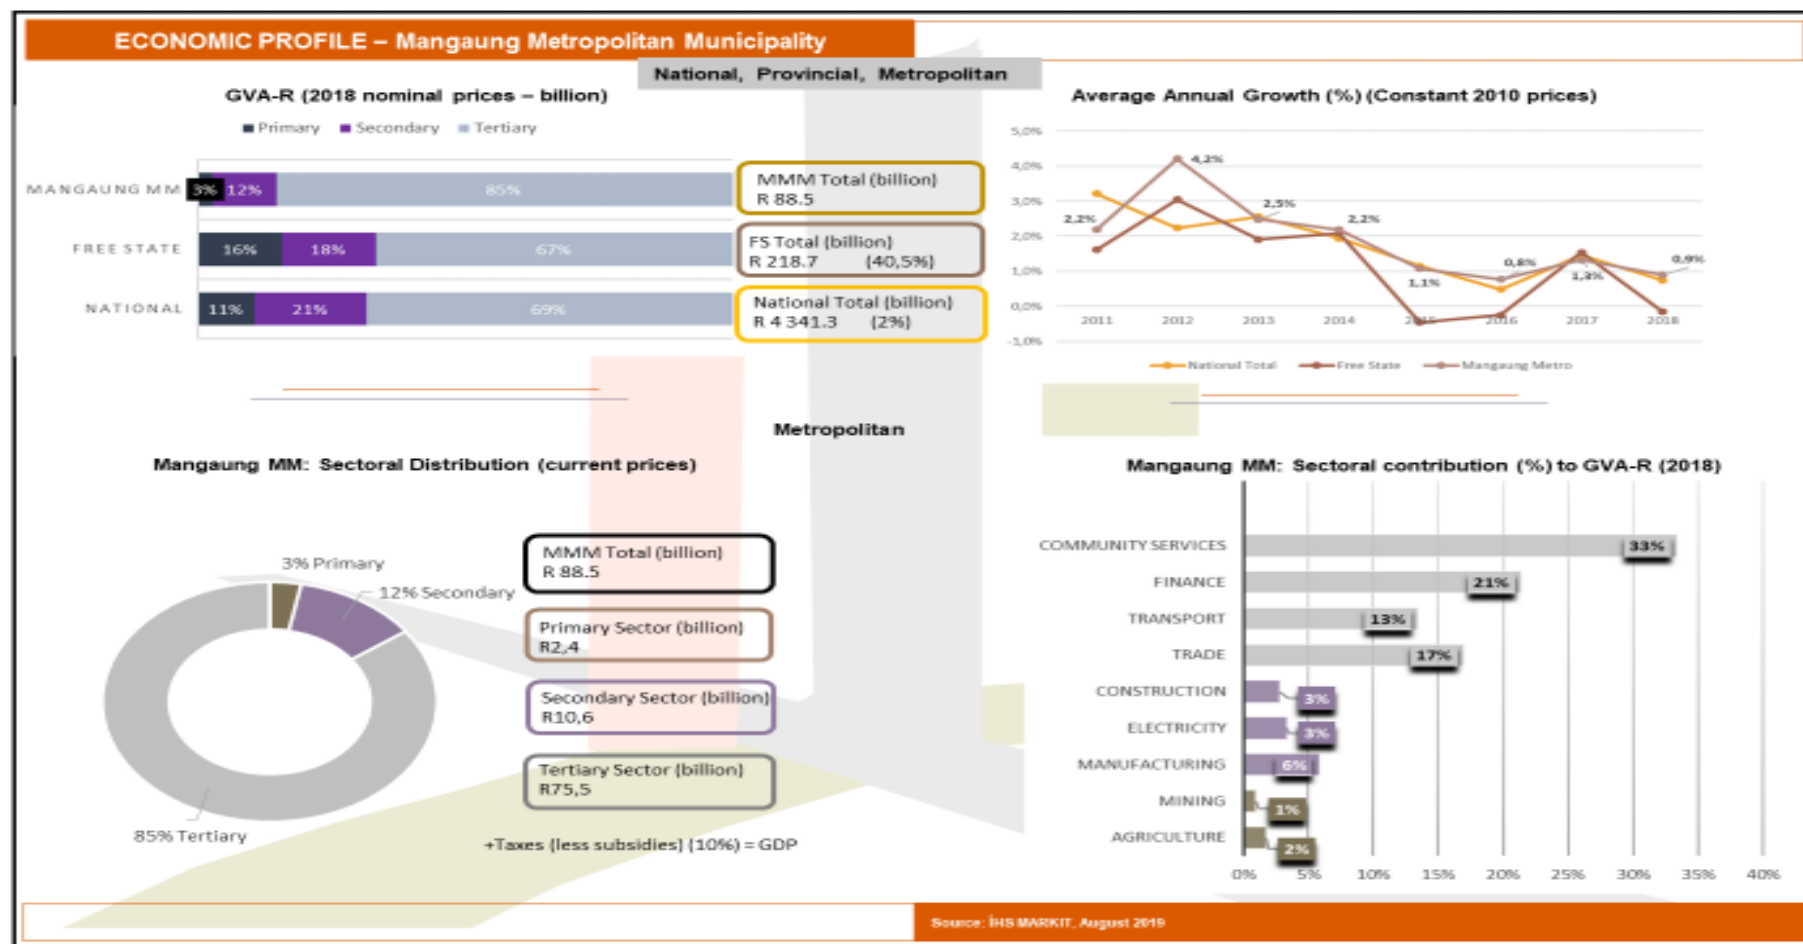 ECONOMIC PROFILE – Mangaung Metropolitan Municipality
National, Provincial, Metropolitan
GVA-R (2018 nominal prices – billion)
Primary Secondary Tertiary
MANGAUNG MM 3% 12% 85%
MMM Total (billion)
R 88.5
FREE STATE 16% 18% 67%
FS Total (billion)
R 218.7 (40,5%)
NATIONAL 11% 21% 69%
National Total (billion)
R 4 341.3 (2%)
Average Annual Growth (%) (Constant 2010 prices)
5,0%
4,0%
3,0%
2,0%
1,0%
0,0%
-1,0%
2,2%
4,2%
2,5%
2,2%
1,1%
0,8%
1,3%
0,9%
2011 2012 2013 2014 2015 2016 2017 2018
National Total Free State Mangaung Metro
Metropolitan
Mangaung MM: Sectoral Distribution (current prices)
3% Primary
12% Secondary
85% Tertiary
MMM Total (billion)
R 88.5
Primary Sector (billion)
R2,4
Secondary Sector (billion)
R10,6
Tertiary Sector (billion)
R75,5
+Taxes (less subsidies) (10%) = GDP
Mangaung MM: Sectoral contribution (%) to GVA-R (2018)
COMMUNITY SERVICES 33%
FINANCE 21%
TRANSPORT 13%
TRADE 17%
CONSTRUCTION 3%
ELECTRICITY 3%
MANUFACTURING 6%
MINING 1%
AGRICULTURE 2%
0% 5% 10% 15% 20% 25% 30% 35% 40%
Source: İHS MARKIT, August 2019